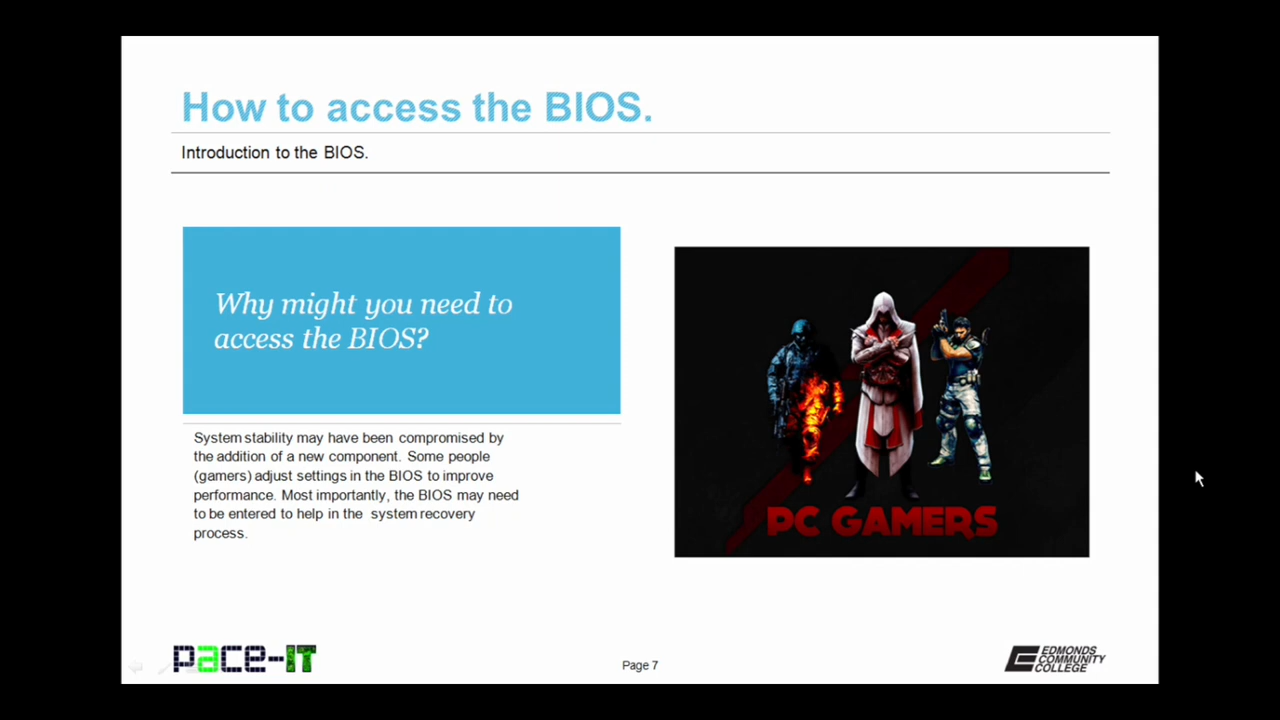 How to access the BIOS.
Introduction to the BIOS.
Why might you need to
access the BIOS?
System stability may have been compromised by
the addition of a new component. Some people
(gamers) adjust settings in the BIOS to improve
performance. Most importantly, the BIOS may need
to be entered to help in the system recovery
process.
PC GAMERS
pace-IT
Page 7
EDMONDS
COMMUNITY
COLLEGE